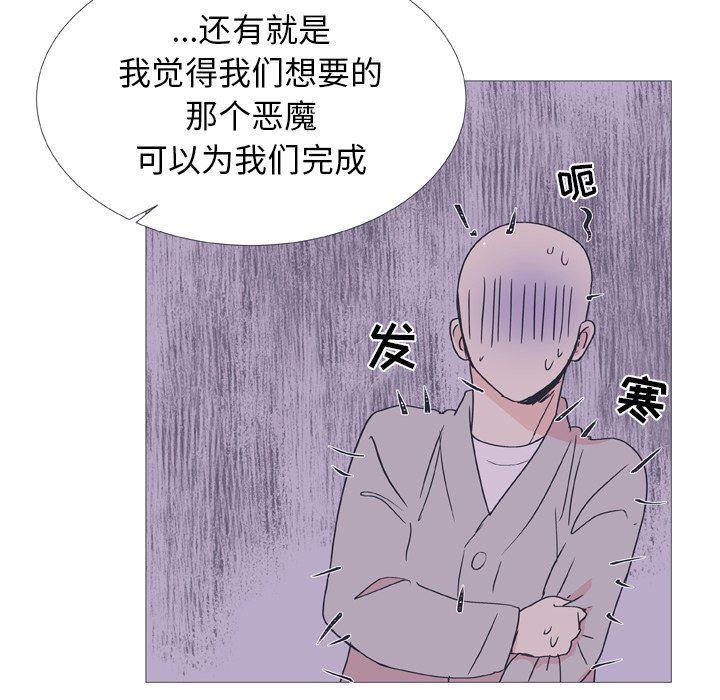 …还有就是
我觉得我们想要的
那个恶魔
可以为我们完成
呃~
!
发
寒